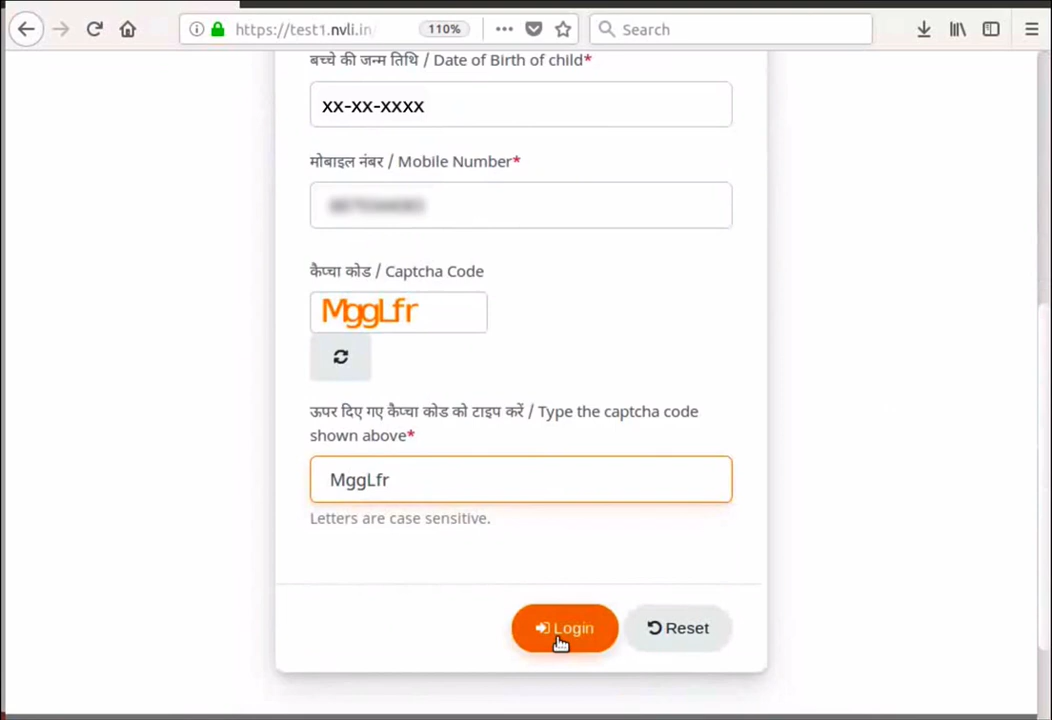 https://test1.nvli.in/
110%
Search
बच्चे की जन्म तिथि / Date of Birth of child*
xx-xx-xxxx
मोबाइल नंबर / Mobile Number*
कैप्चा कोड / Captcha Code
MggLfr
ऊपर दिए गए कैप्चा कोड को टाइप करें / Type the captcha code
shown above*
MggLfr
Letters are case sensitive.
Login
Reset